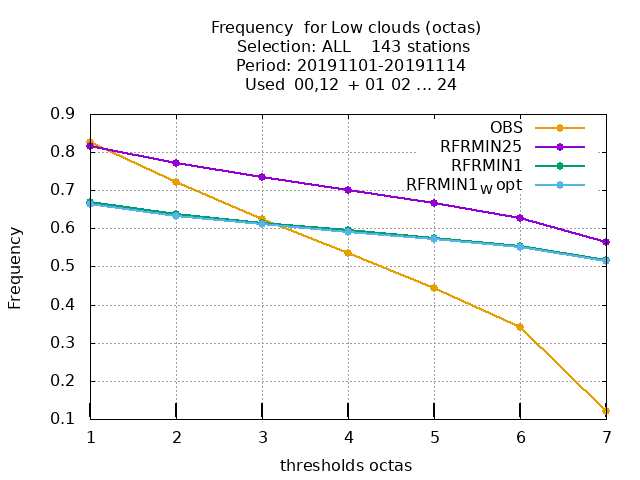 Frequency for Low clouds (octas)
Selection: ALL 143 stations
Period: 20191101-20191114
Used 00,12 + 01 02 ... 24
OBS
RFRMIN25
RFRMIN1
RFRMIN1w opt
0.9
0.8
0.7
0.6
0.5
0.4
0.3
0.2
0.1
Frequency
1 2 3 4 5 6 7
thresholds octas